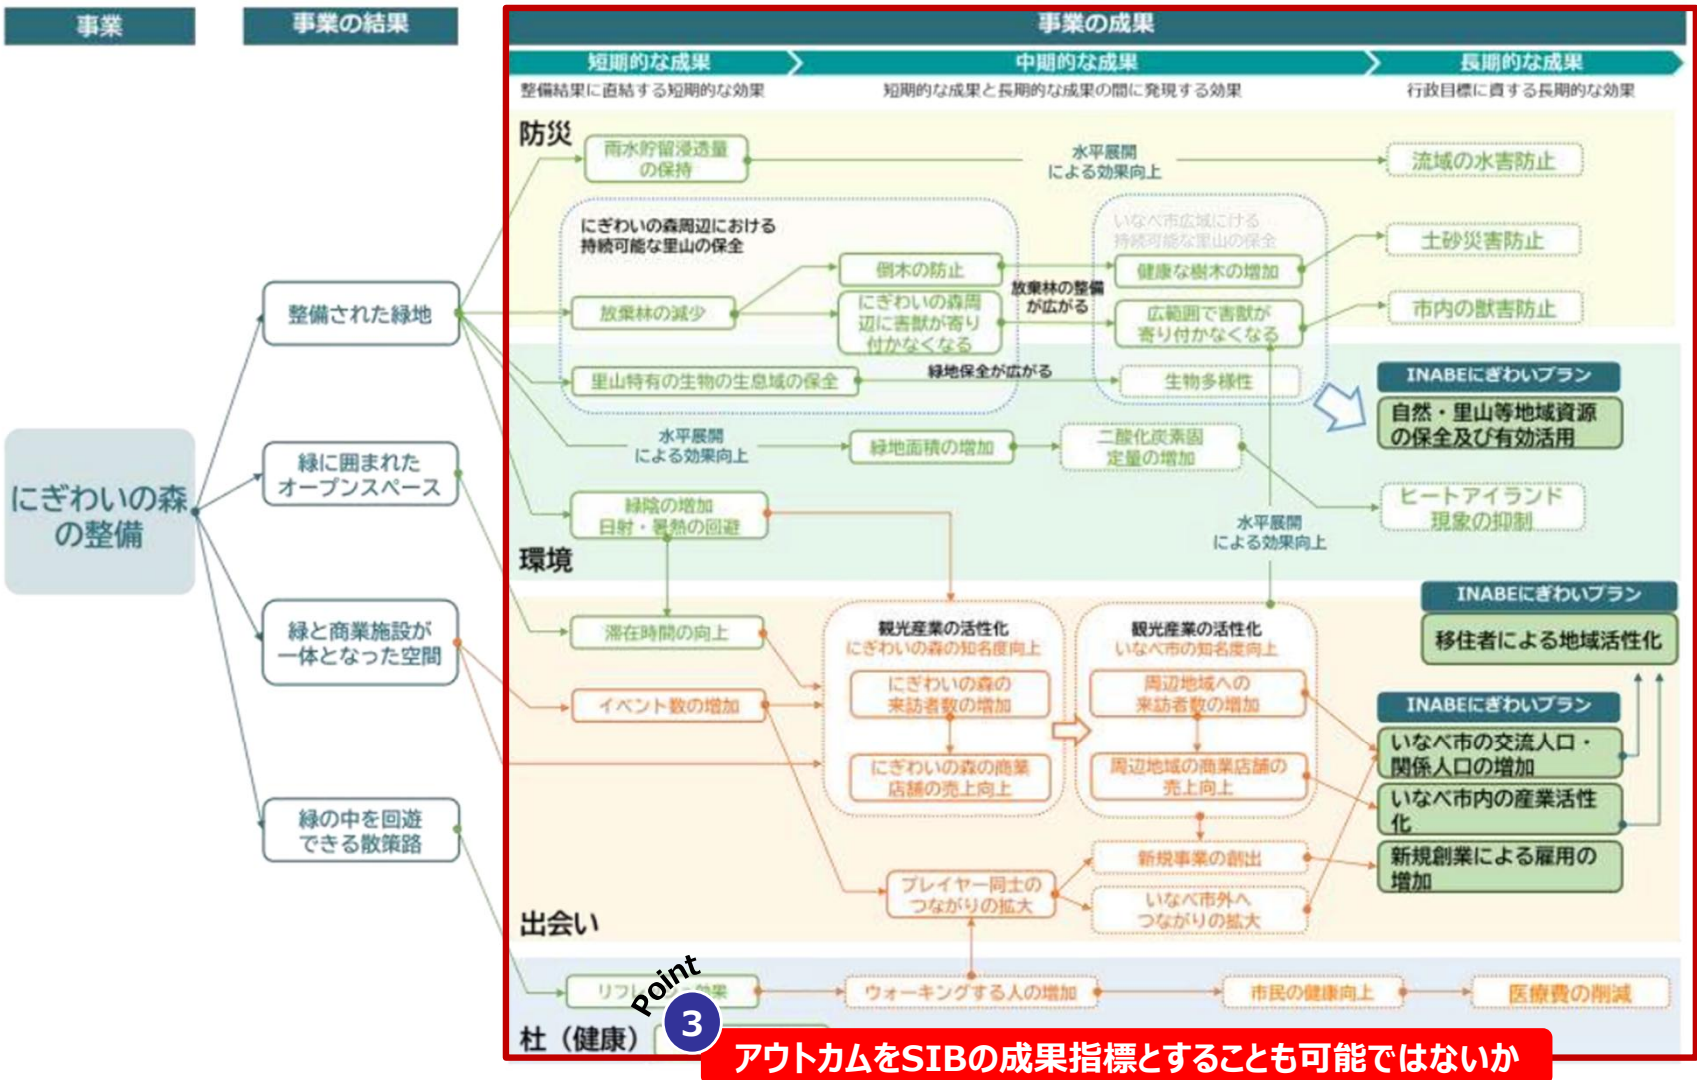 事業
事業の結果
事業の成果
短期的な成果
中期的な成果
長期的な成果
整備結果に直結する短期的な効果
短期的な成果と長期的な成果の間に発現する効果
行政目標に資する長期的な効果
防災
雨水貯留浸透量
の保持
水平展開
による効果向上
流域の水害防止
にぎわいの森周辺における
持続可能な里山の保全
いなべ市広域にける
持続可能な里山の保全
土砂災害防止
倒木の防止
健康な樹木の増加
放棄林の整備
が広がる
整備された緑地
放棄林の減少
にぎわいの森周
辺に害獣が寄り
付かなくなる
広範囲で害獣が
寄り付かなくなる
市内の獣害防止
里山特有の生物の生息域の保全
緑地保全が広がる
生物多様性
INABEにぎわいプラン
自然・里山等地域資源
の保全及び有効活用
水平展開
による効果向上
緑地面積の増加
二酸化炭素固
定量の増加
緑に囲まれた
オープンスペース
にぎわいの森
の整備
緑陰の増加
日射・暑熱の回避
ヒートアイランド
現象の抑制
水平展開
による効果向上
環境
INABEにぎわいプラン
移住者による地域活性化
緑と商業施設が
一体となった空間
滞在時間の向上
観光産業の活性化
にぎわいの森の知名度向上
観光産業の活性化
いなべ市の知名度向上
イベント数の増加
にぎわいの森の
来訪者数の増加
周辺地域への
来訪者数の増加
INABEにぎわいプラン
いなべ市の交流人口・
関係人口の増加
にぎわいの森の商業
店舗の売上向上
周辺地域の商業店舗の
売上向上
いなべ市内の産業活性
化
緑の中を回遊
できる散策路
新規事業の創出
新規創業による雇用の
増加
プレイヤー同士の
つながりの拡大
いなべ市外へ
つながりの拡大
出会い
Point
3
リフレ
効果
ウォーキングする人の増加
市民の健康向上
医療費の削減
杜（健康）
アウトカムをSIBの成果指標とすることも可能ではないか